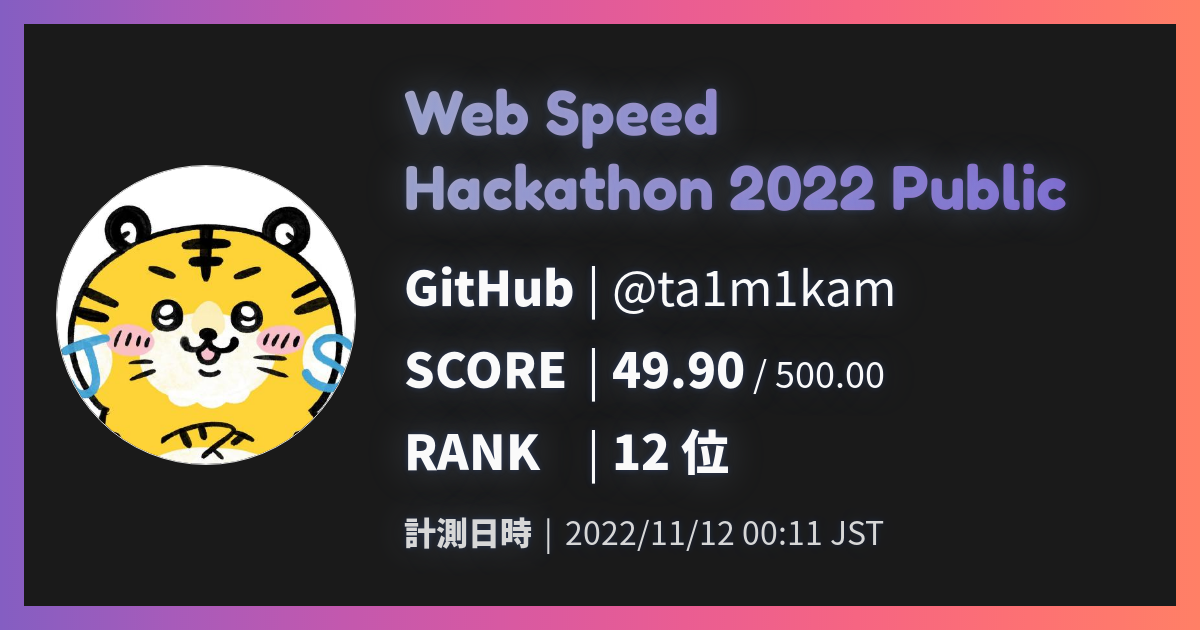 Web Speed
Hackathon 2022 Public
GitHub | @ta1m1kam
SCORE | 49.90 / 500.00
RANK | 12 位
計測日時 | 2022/11/12 00:11 JST
J S